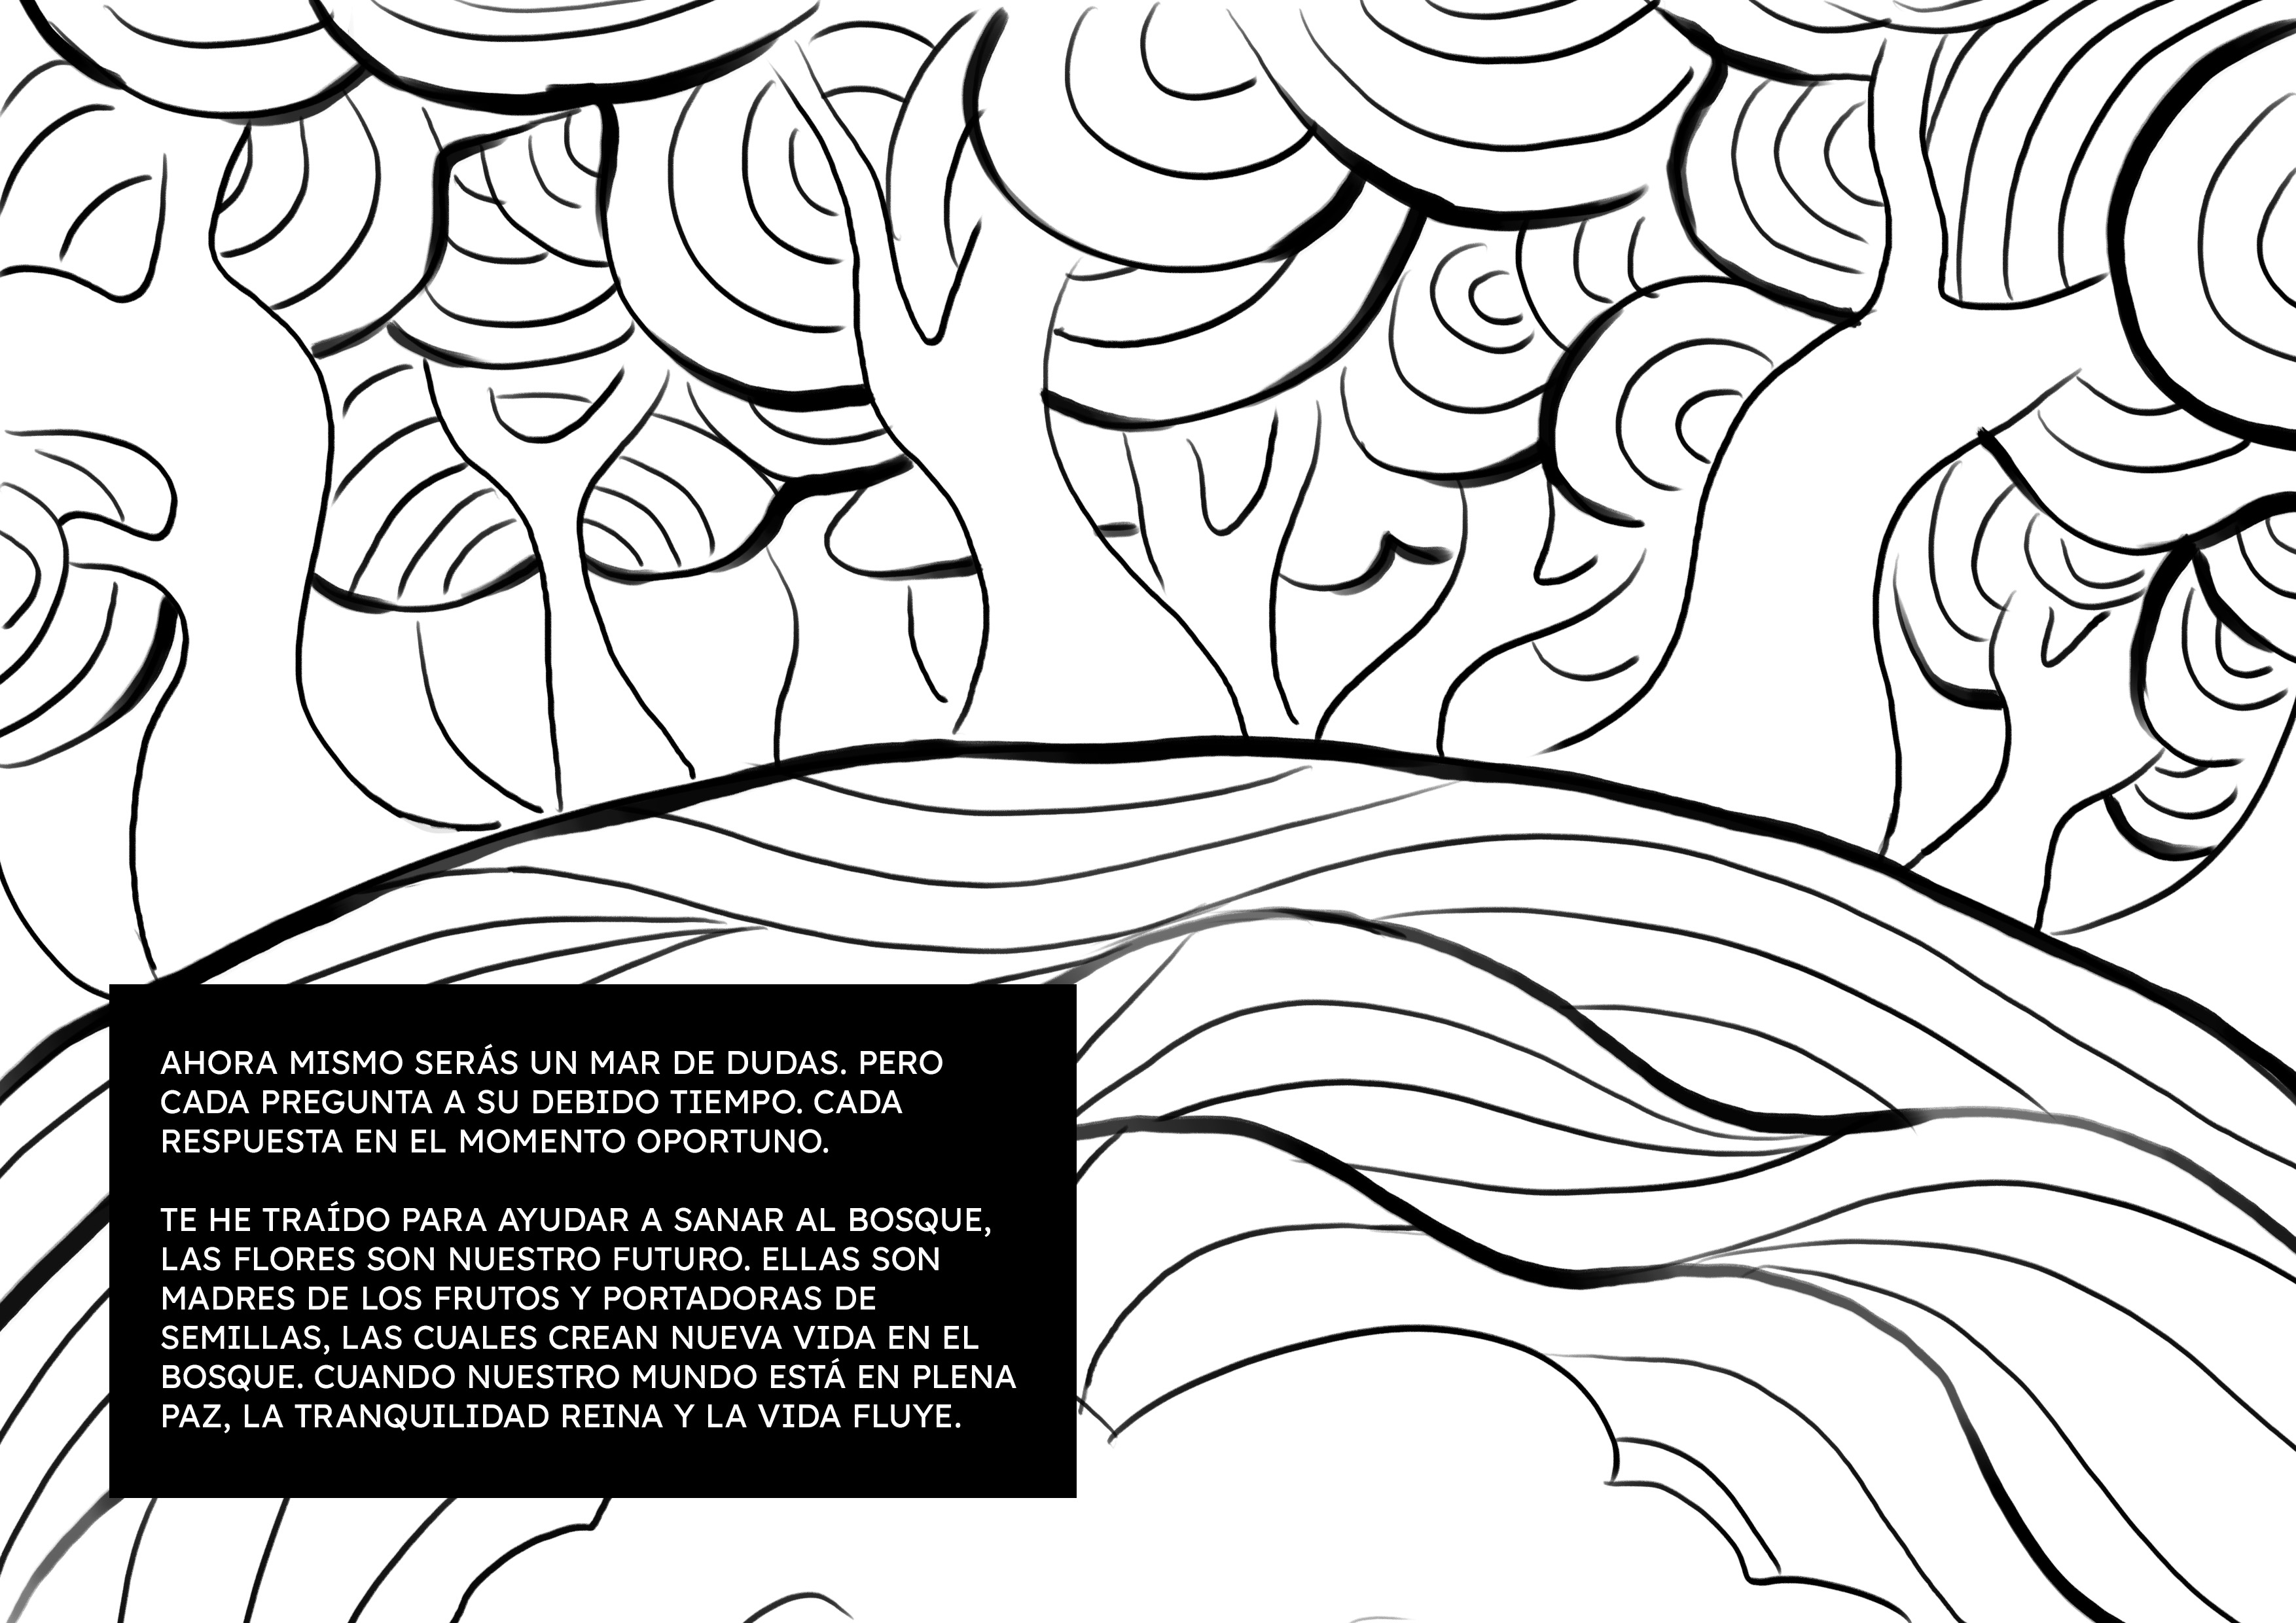 AHORA MISMO SERÁS UN MAR DE DUDAS. PERO
CADA PREGUNTA A SU DEBIDO TIEMPO. CADA
RESPUESTA EN EL MOMENTO OPORTUNO.
TE HE TRAÍDO PARA AYUDAR A SANAR AL BOSQUE,
LAS FLORES SON NUESTRO FUTURO. ELLAS SON
MADRES DE LOS FRUTOS Y PORTADORAS DE
SEMILLAS, LAS CUALES CREAN NUEVA VIDA EN EL
BOSQUE. CUANDO NUESTRO MUNDO ESTÁ EN PLENA
PAZ, LA TRANQUILIDAD REINA Y LA VIDA FLUYE.